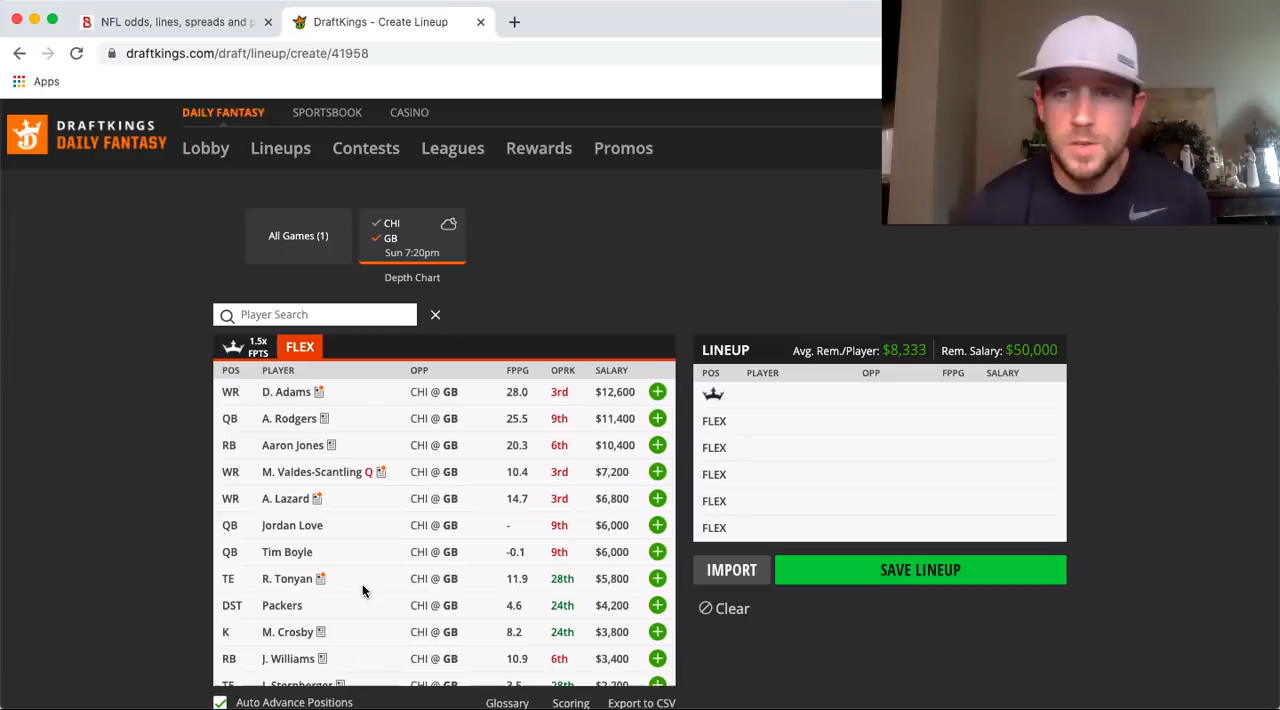 NFL odds, lines, spreads and p
DraftKings - Create Lineup
draftkings.com/draft/lineup/create/41958
Apps
DRAFTKINGS
DAILY FANTASY
DAILY FANTASY SPORTSBOOK CASINO
Lobby Lineups Contests Leagues Rewards Promos
All Games (1)
CHI
GB
Sun 7:20pm
Depth Chart
Player Search
1.5x
FPTS
FLEX
POS PLAYER OPP FPPG OPRK SALARY
WR D. Adams CHI @ GB 28.0 3rd $12,600
QB A. Rodgers CHI @ GB 25.5 9th $11,400
RB Aaron Jones CHI @ GB 20.3 6th $10,400
WR M. Valdes-Scantling Q CHI @ GB 10.4 3rd $7,200
WR A. Lazard CHI @ GB 14.7 3rd $6,800
QB Jordan Love CHI @ GB - 9th $6,000
QB Tim Boyle CHI @ GB -0.1 9th $6,000
TE R. Tonyan CHI @ GB 11.9 28th $5,800
DST Packers CHI @ GB 4.6 24th $4,200
K M. Crosby CHI @ GB 8.2 24th $3,800
RB J. Williams CHI @ GB 10.9 6th $3,400
TE J. Sternberger CHI @ GB 3.5 28th $2,200
Auto Advance Positions
Glossary Scoring Export to CSV
LINEUP Avg. Rem./Player: $8,333 Rem. Salary: $50,000
POS PLAYER OPP FPPG SALARY
FLEX
FLEX
FLEX
FLEX
FLEX
IMPORT SAVE LINEUP
Clear